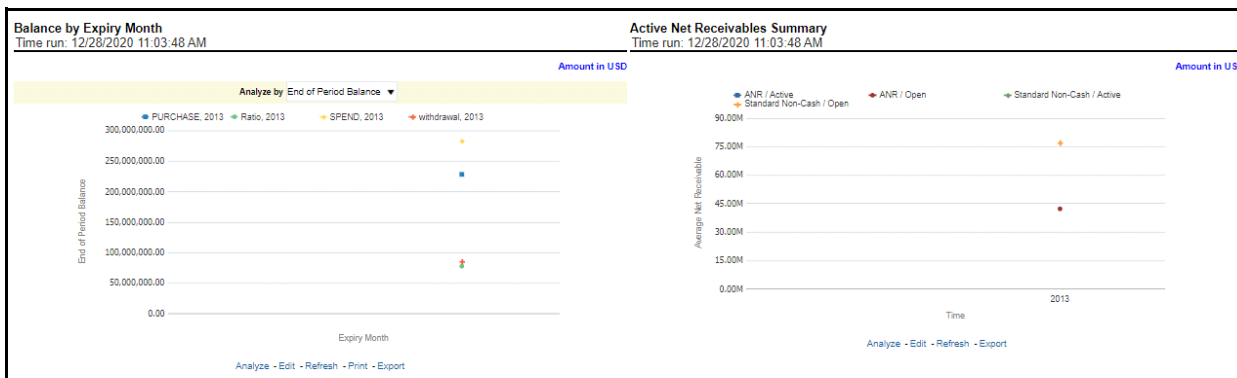 Balance by Expiry Month
Time run: 12/28/2020 11:03:48 AM
Amount in USD
Analyze by End of Period Balance
PURCHASE, 2013 Ratio, 2013 SPEND, 2013 withdrawal, 2013
300,000,000.00
250,000,000.00
200,000,000.00
150,000,000.00
100,000,000.00
50,000,000.00
0.00
End of Period Balance
Expiry Month
Analyze - Edit - Refresh - Print - Export
Active Net Receivables Summary
Time run: 12/28/2020 11:03:48 AM
Amount in US
ANR / Active ANR / Open Standard Non-Cash / Active
Standard Non-Cash / Open
90.00M
75.00M
60.00M
45.00M
30.00M
15.00M
0.00M
Average Net Receivable
2013
Time
Analyze - Edit - Refresh - Export